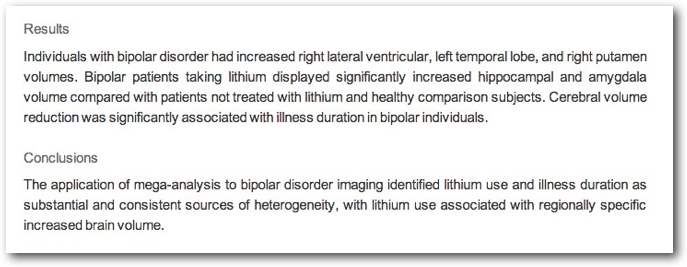 Results
Individuals with bipolar disorder had increased right lateral ventricular, left temporal lobe, and right putamen
volumes. Bipolar patients taking lithium displayed significantly increased hippocampal and amygdala
volume compared with patients not treated with lithium and healthy comparison subjects. Cerebral volume
reduction was significantly associated with illness duration in bipolar individuals.
Conclusions
The application of mega-analysis to bipolar disorder imaging identified lithium use and illness duration as
substantial and consistent sources of heterogeneity, with lithium use associated with regionally specific
increased brain volume.